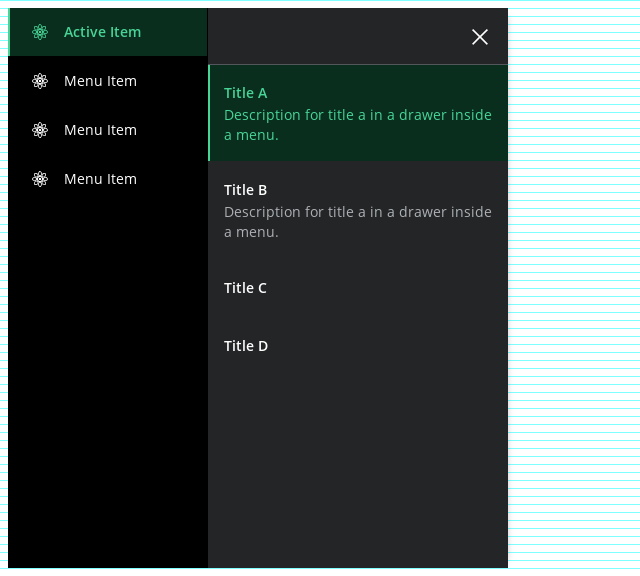 Active Item
Menu Item
Menu Item
Menu Item
Title A
Description for title a in a drawer inside
a menu.
Title B
Description for title a in a drawer inside
a menu.
Title C
Title D